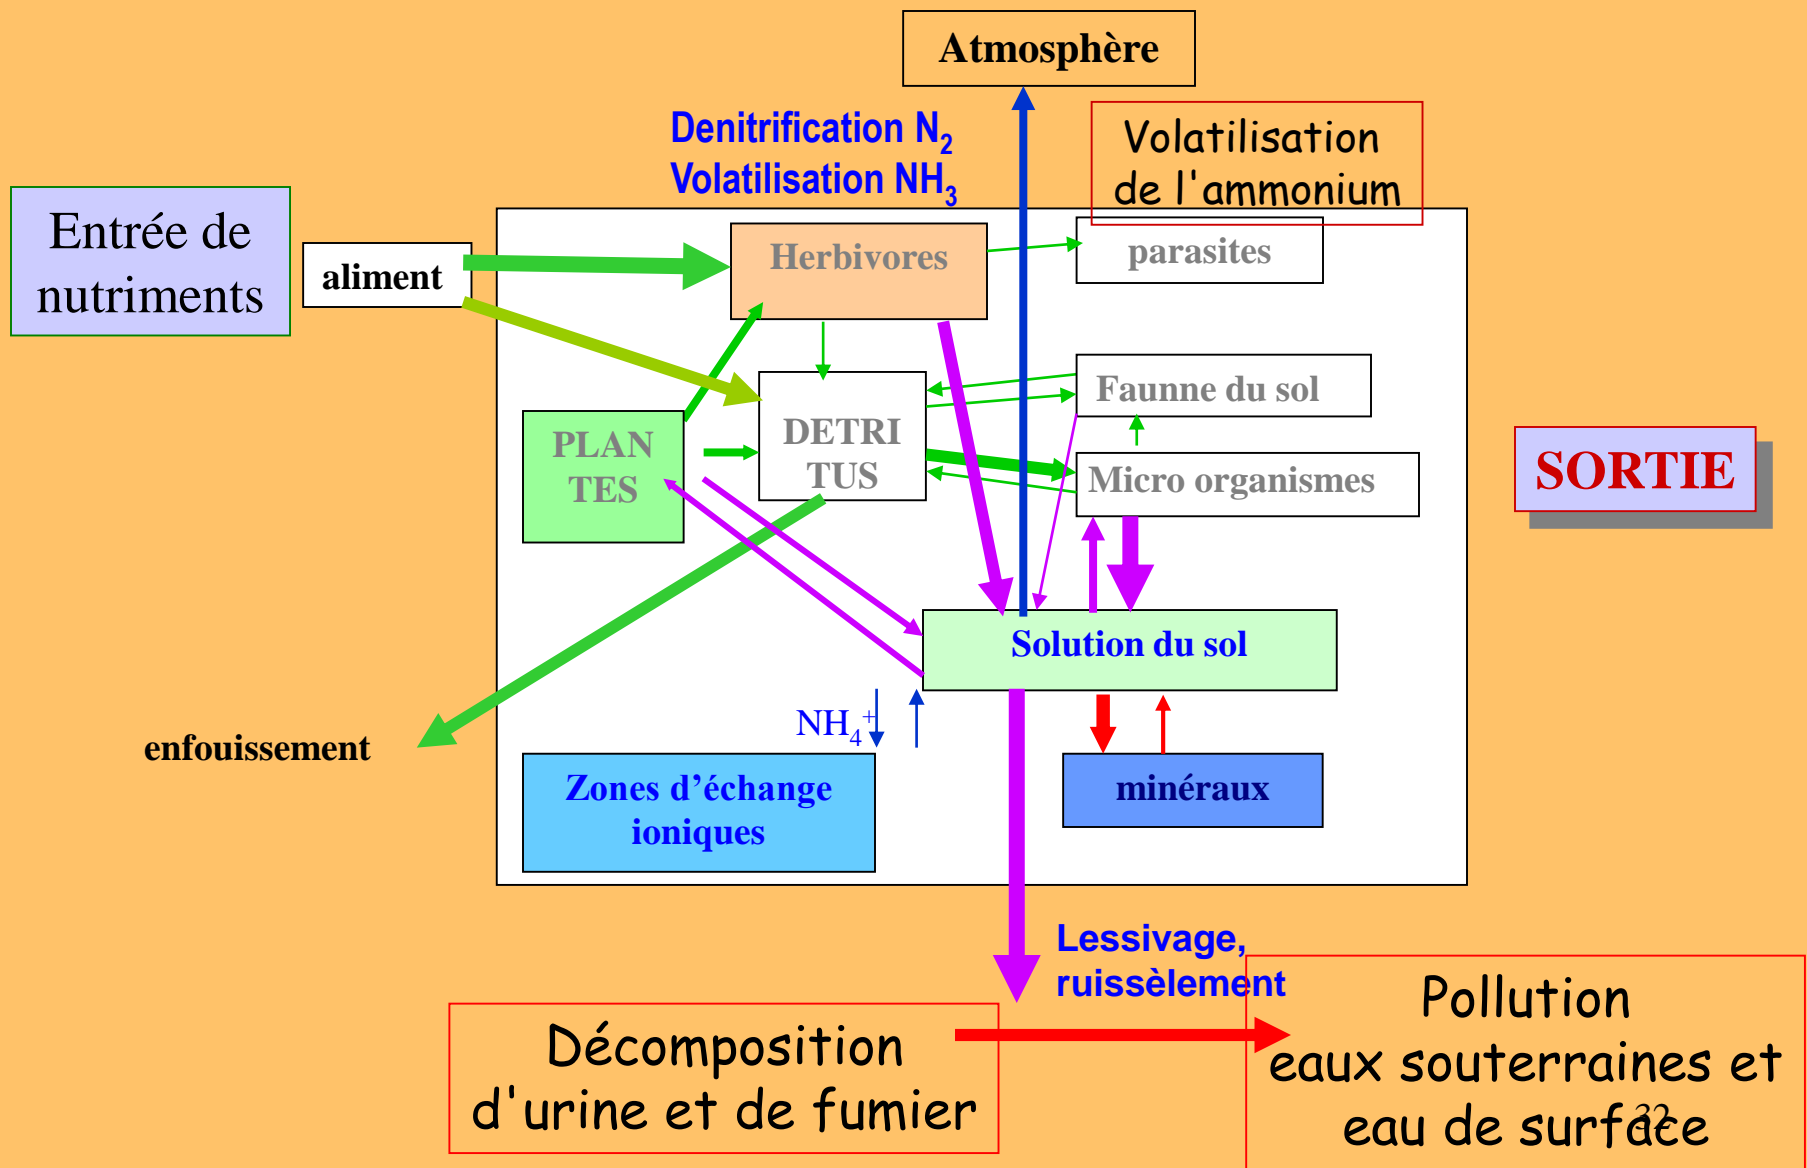 Atmosphère
Denitrification N₂
Volatilisation NH₃
Volatilisation
de l'ammonium
Entrée de
nutriments
aliment
Herbivores
parasites
PLAN
TES
DETRI
TUS
Faunne du sol
Micro organismes
SORTIE
Solution du sol
NH₄⁺
enfouissement
Zones d’échange
ioniques
minéraux
Lessivage,
ruissèlement
Décomposition
d'urine et de fumier
Pollution
eaux souterraines et
eau de surface
32